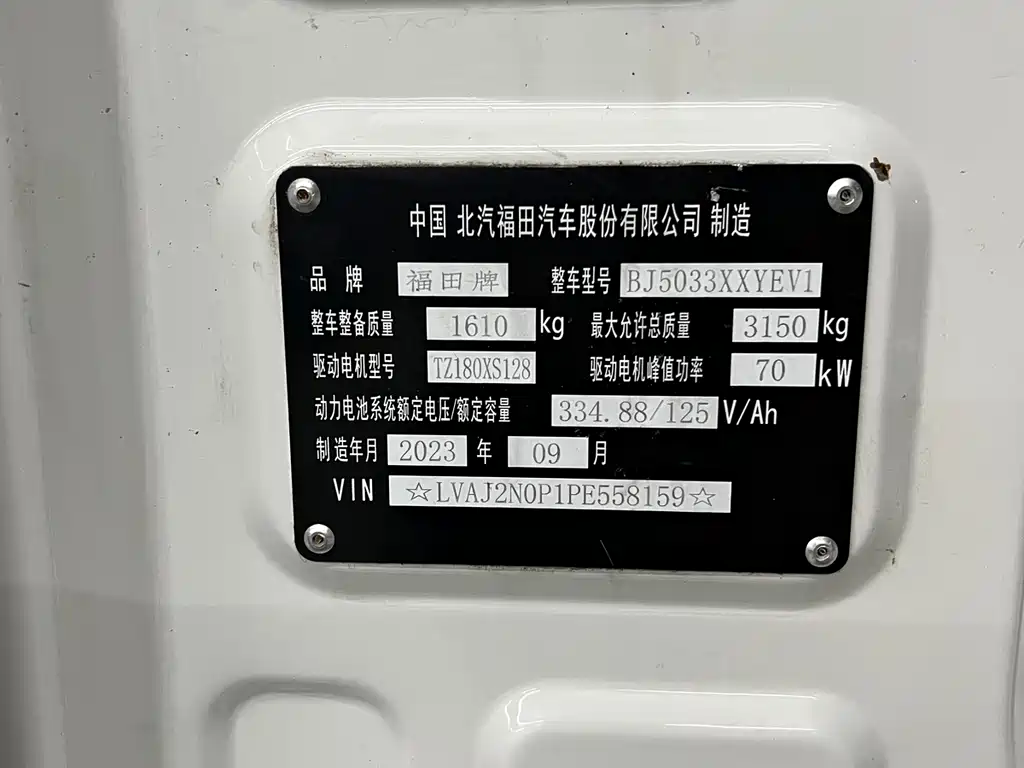 中国 北汽福田汽车股份有限公司 制造
品 牌 福田牌 整车型号 BJ5033XXYEV1
整车整备质量 1610 kg 最大允许总质量 3150 kg
驱动电机型号 TZ180XS128 驱动电机峰值功率 70 kW
动力电池系统额定电压/额定容量 334.88/125 V/Ah
制造年月 2023 年 09 月
VIN ☆LVAJ2N0P1PE558159☆